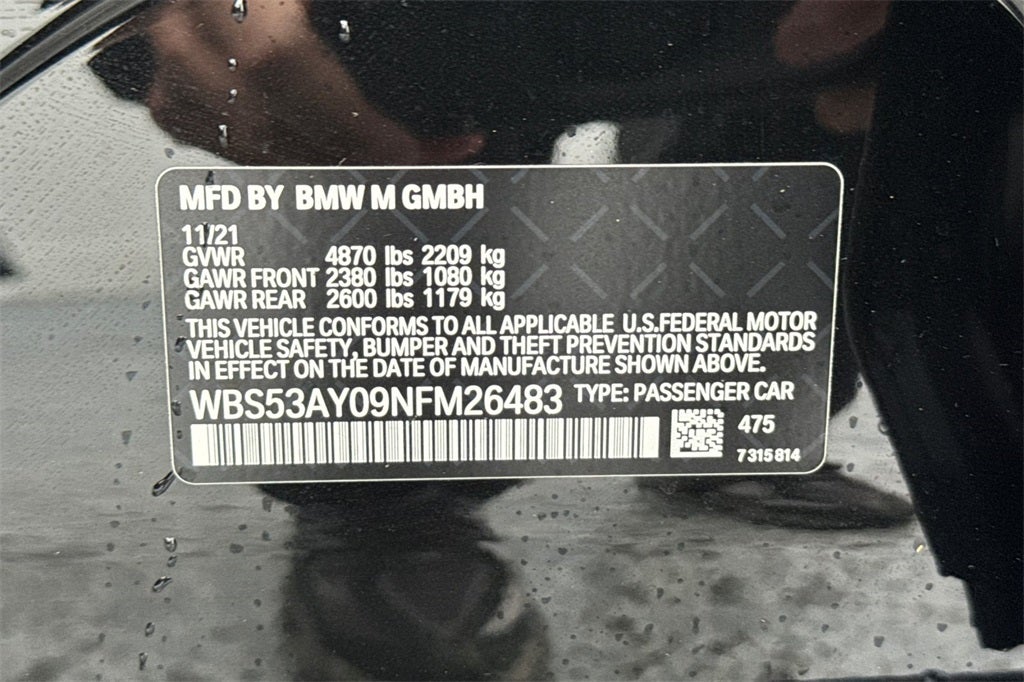 MFD BY BMW M GMBH
11/21
GVWR 4870 lbs 2209 kg
GAWR FRONT 2380 lbs 1080 kg
GAWR REAR 2600 lbs 1179 kg
THIS VEHICLE CONFORMS TO ALL APPLICABLE U.S.FEDERAL MOTOR
VEHICLE SAFETY, BUMPER AND THEFT PREVENTION STANDARDS
IN EFFECT ON THE DATE OF MANUFACTURE SHOWN ABOVE.
WBS53AY09NFM26483 TYPE: PASSENGER CAR
475
7315814